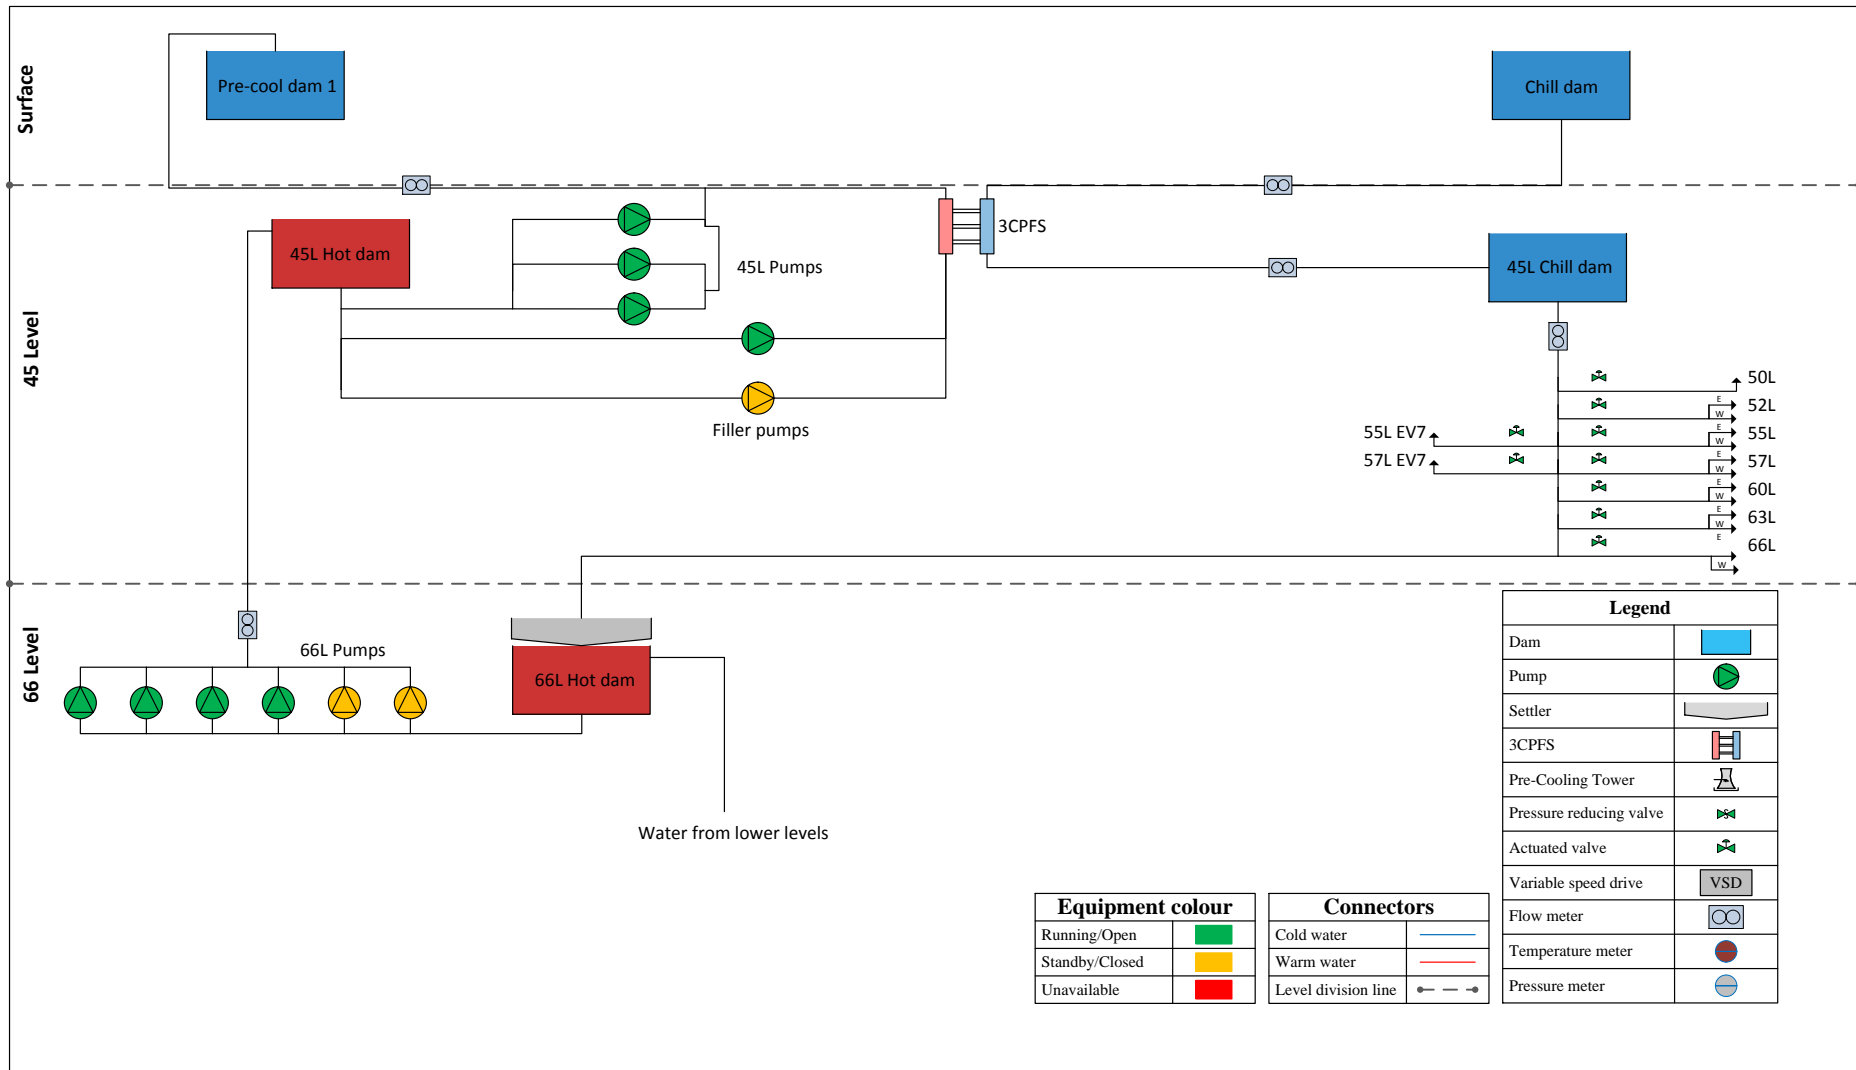 Surface
Pre-cool dam 1
Chill dam
45 Level
45L Hot dam
45L Pumps
3CPFS
45L Chill dam
Filler pumps
50L
E
W
52L
55L EV7
E
W
55L
57L EV7
E
W
57L
E
W
60L
E
W
63L
E
W
66L
66 Level
66L Pumps
66L Hot dam
Water from lower levels
Legend
Dam
Pump
Settler
3CPFS
Pre-Cooling Tower
Pressure reducing valve
Actuated valve
Variable speed drive VSD
Flow meter
Temperature meter
Pressure meter
Equipment colour
Running/Open
Standby/Closed
Unavailable
Connectors
Cold water
Warm water
Level division line